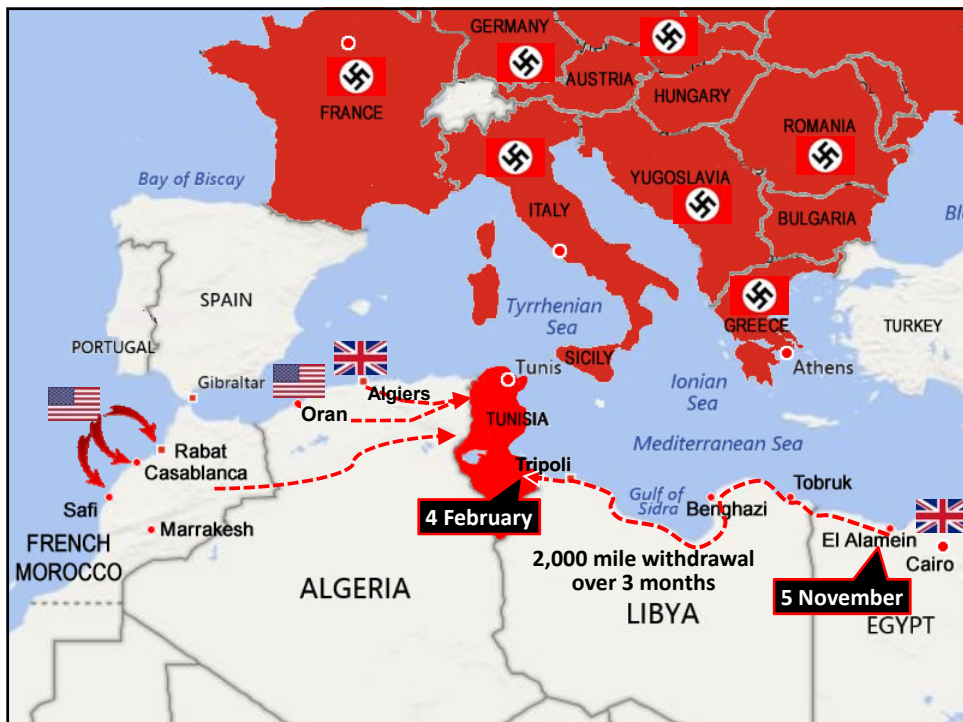 GERMANY
AUSTRIA
FRANCE
HUNGARY
ROMANIA
Bay of Biscay
YUGOSLAVIA
ITALY
BULGARIA
SPAIN
Tyrrhenian
Sea
GREECE
TURKEY
PORTUGAL
SICILY
Gibraltar
Algiers
Tunis
Athens
Ionian
Sea
Oran
TUNISIA
Mediterranean Sea
Rabat
Casablanca
Tripoli
Safi
4 February
Gulf of
Sidra
Benghazi
Tobruk
Marrakesh
El Alamein
Cairo
FRENCH
MOROCCO
2,000 mile withdrawal
over 3 months
ALGERIA
LIBYA
5 November
EGYPT